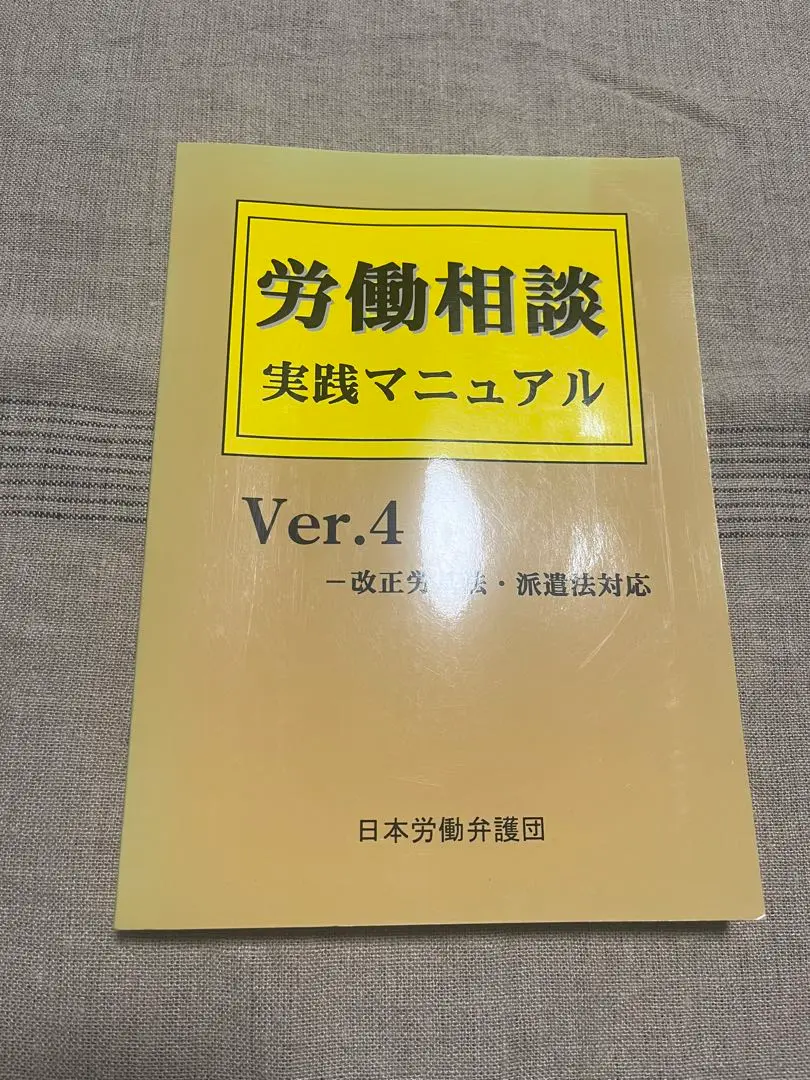 労働相談
実践マニュアル
Ver.4
－改正労基法・派遣法対応
日本労働弁護団